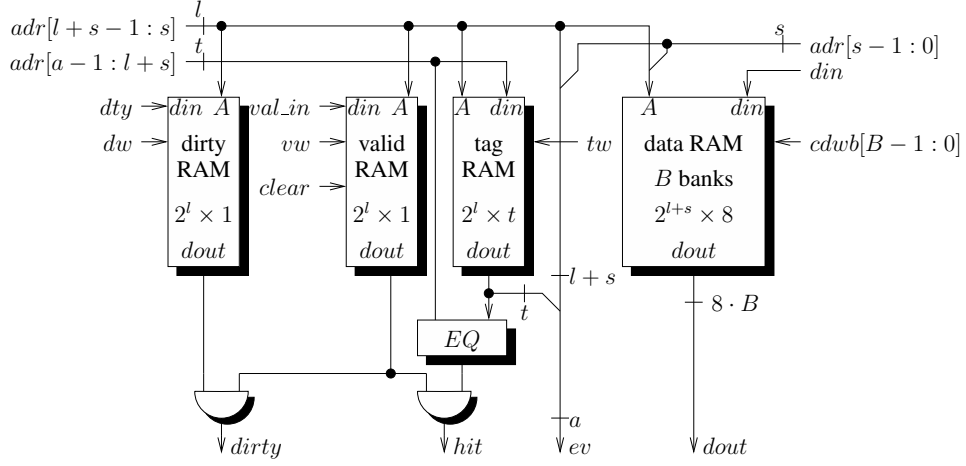 l
adr[l + s − 1 : s]
s
t
adr[s − 1 : 0]
adr[a − 1 : l + s]
din
dty din A val_in din A A din A din
dw dirty RAM vw valid RAM tag RAM tw data RAM cdwb[B − 1 : 0]
clear B banks
2^l × 1 2^l × 1 2^l × t 2^{l+s} × 8
dout dout dout dout
l + s
t 8 · B
EQ
a
dirty hit ev dout